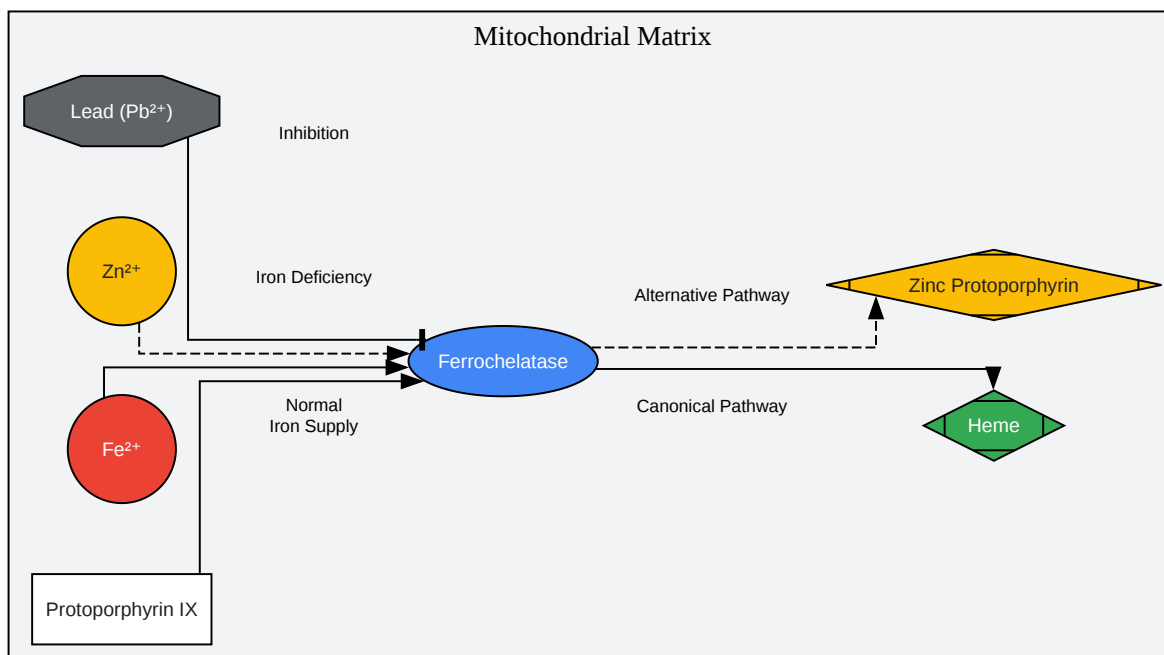 Mitochondrial Matrix
Lead (Pb²⁺)
Inhibition
Zn²⁺
Iron Deficiency
Alternative Pathway
Zinc Protoporphyrin
Ferrochelatase
Normal
Iron Supply
Canonical Pathway
Heme
Fe²⁺
Protoporphyrin IX